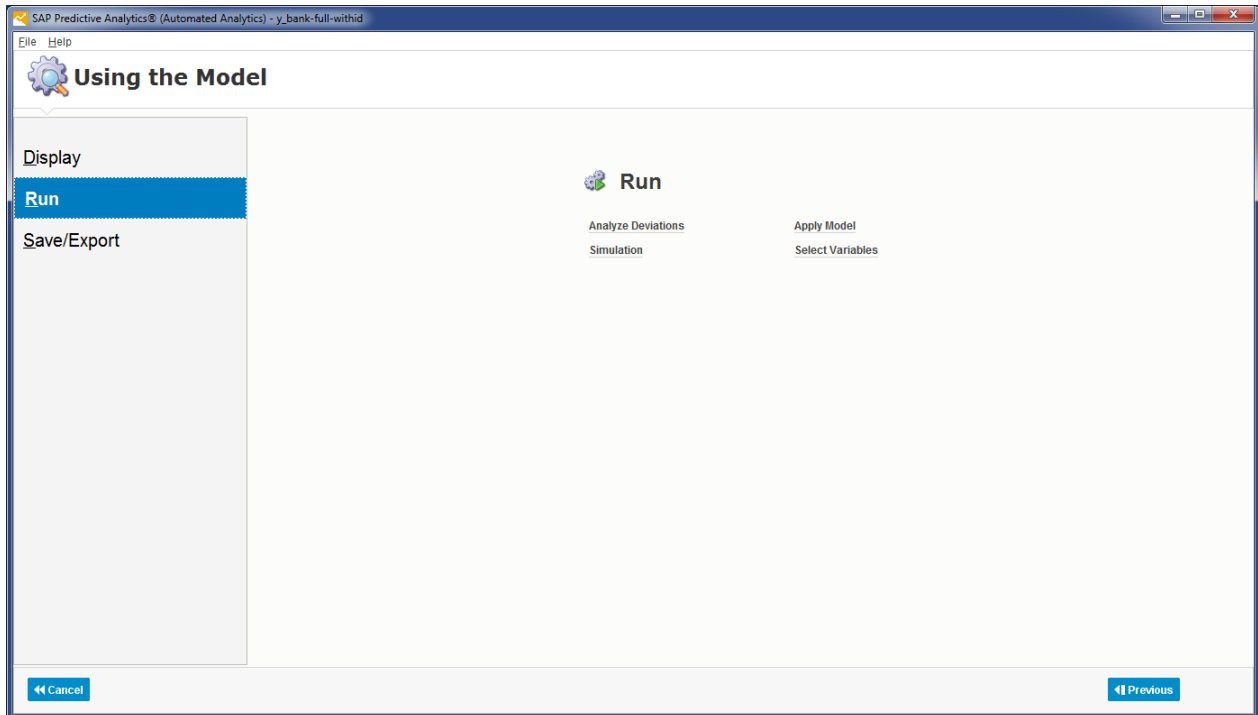 SAP Predictive Analytics® (Automated Analytics) - y_bank-full-withid
File Help
Using the Model
Display
Run
Save/Export
Run
Analyze Deviations Apply Model
Simulation Select Variables
Cancel Previous